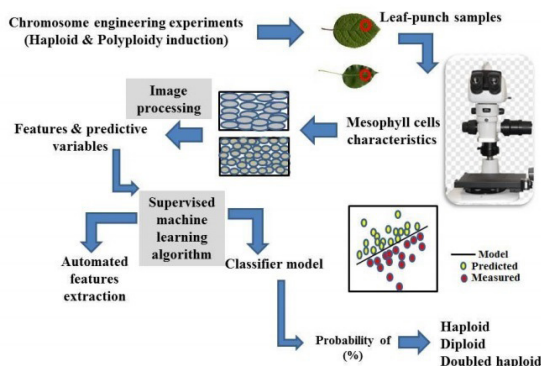 Chromosome engineering experiments
(Haploid & Polyploidy induction)
Leaf-punch samples
Image
processing
Mesophyll cells
characteristics
Features & predictive
variables
Supervised
machine
learning
algorithm
Automated
features
extraction
Classifier model
Model
Predicted
Measured
Probability of
(%)
Haploid
Diploid
Doubled haploid